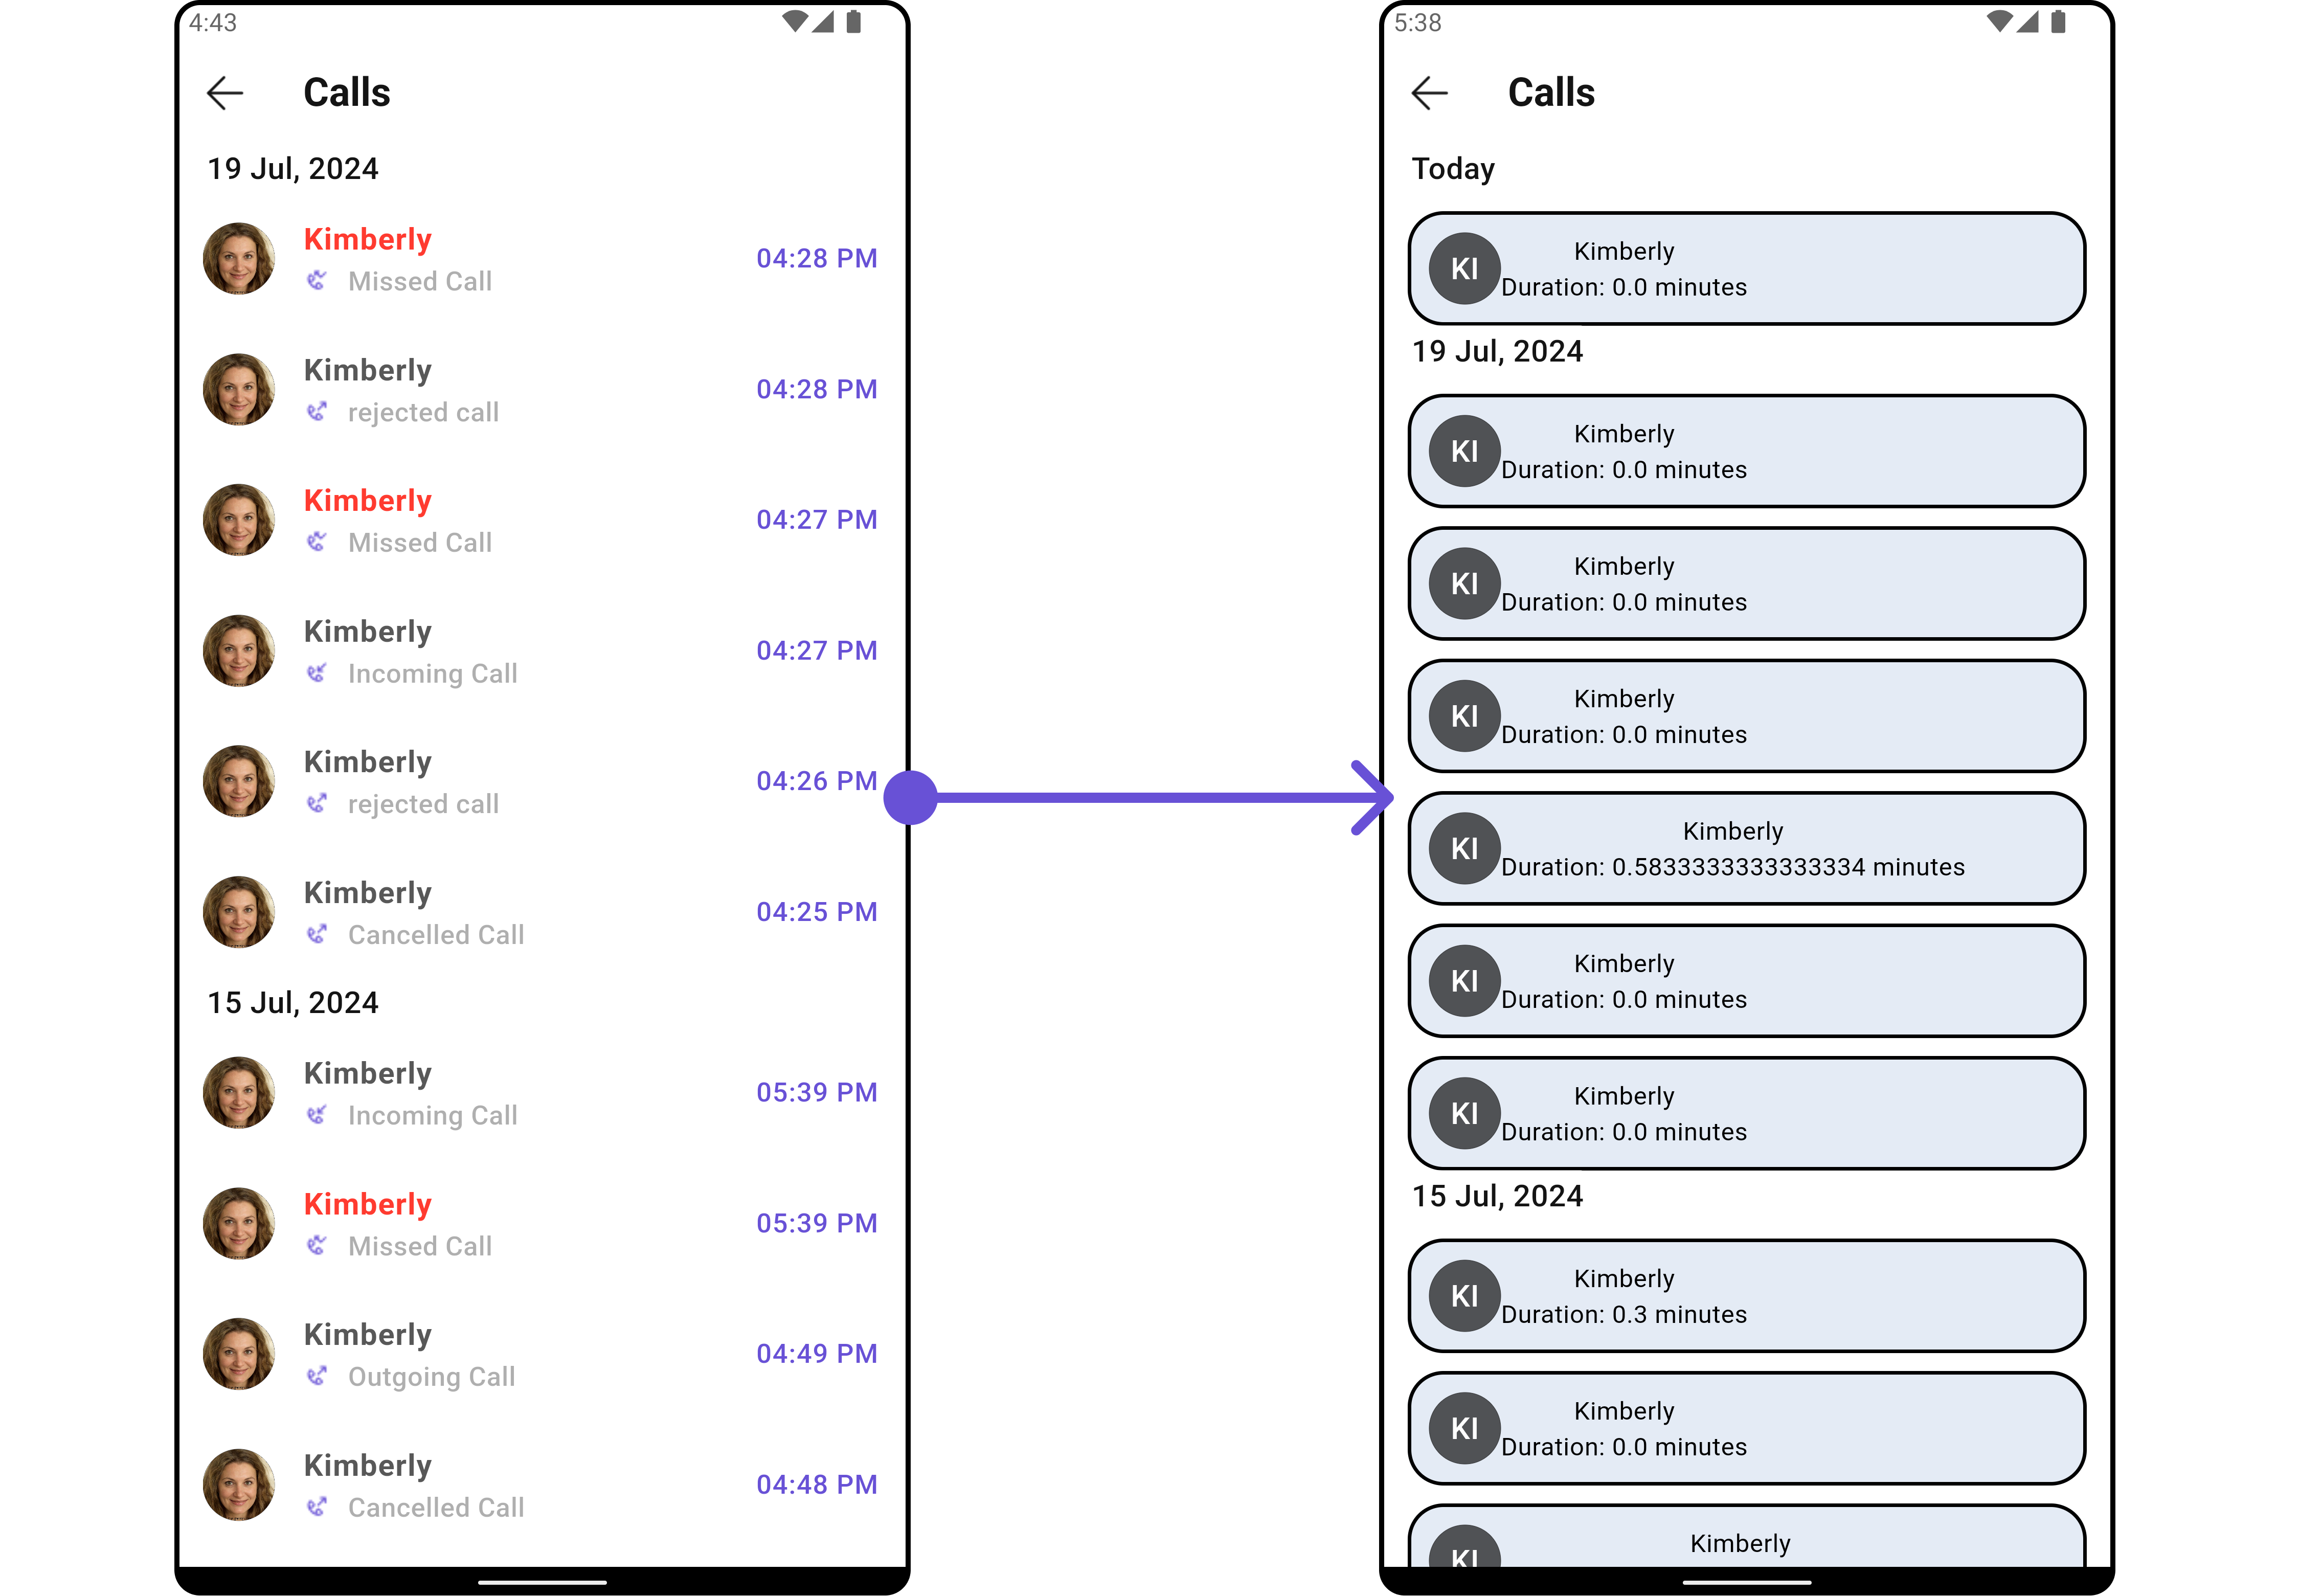 4:43
Calls
19 Jul, 2024
Kimberly
Missed Call
04:28 PM
Kimberly
rejected call
04:28 PM
Kimberly
Missed Call
04:27 PM
Kimberly
Incoming Call
04:27 PM
Kimberly
rejected call
04:26 PM
Kimberly
Cancelled Call
04:25 PM
15 Jul, 2024
Kimberly
Incoming Call
05:39 PM
Kimberly
Missed Call
05:39 PM
Kimberly
Outgoing Call
04:49 PM
Kimberly
Cancelled Call
04:48 PM
5:38
Calls
Today
KI
Kimberly
Duration: 0.0 minutes
19 Jul, 2024
KI
Kimberly
Duration: 0.0 minutes
KI
Kimberly
Duration: 0.0 minutes
KI
Kimberly
Duration: 0.0 minutes
KI
Kimberly
Duration: 0.5833333333333334 minutes
KI
Kimberly
Duration: 0.0 minutes
KI
Kimberly
Duration: 0.0 minutes
15 Jul, 2024
KI
Kimberly
Duration: 0.3 minutes
KI
Kimberly
Duration: 0.0 minutes
KI
Kimberly